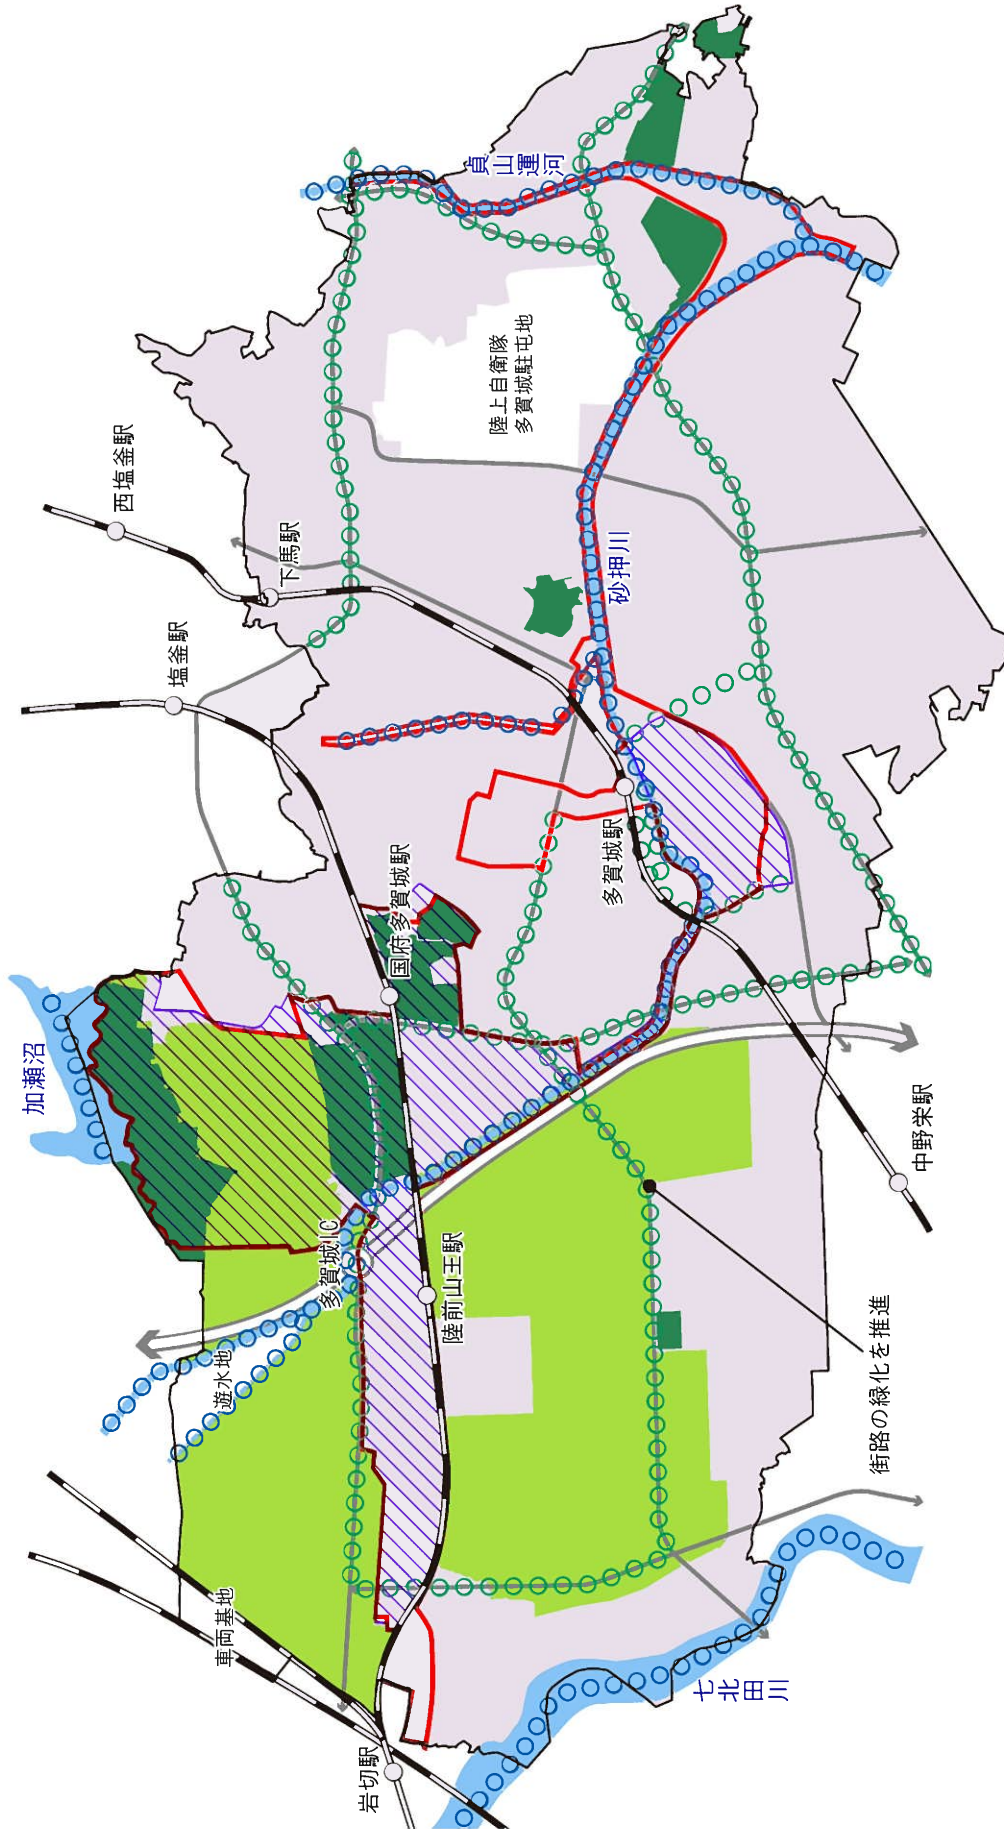 加瀬沼
塩釜駅
西塩釜駅
下馬駅
貞山運河
陸上自衛隊
多賀城駐屯地
砂押川
国府多賀城駅
多賀城駅
多賀城IC
遊水地
陸前山王駅
中野栄駅
車両基地
岩切駅
七北田川
街路の緑化を推進